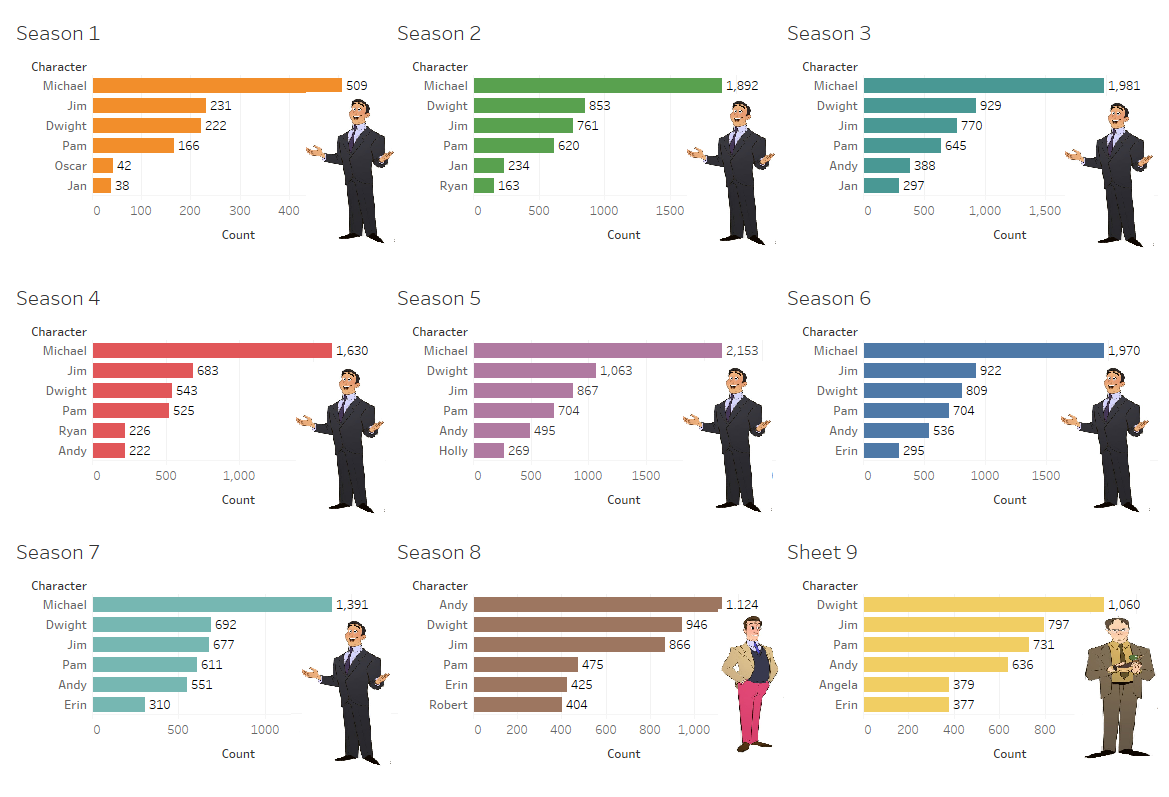 Season 1
Character
Michael 509
Jim 231
Dwight 222
Pam 166
Oscar 42
Jan 38
0 100 200 300 400
Count
Season 2
Character
Michael 1,892
Dwight 853
Jim 761
Pam 620
Jan 234
Ryan 163
0 500 1000 1500
Count
Season 3
Character
Michael 1,981
Dwight 929
Jim 770
Pam 645
Andy 388
Jan 297
0 500 1,000 1,500
Count
Season 4
Character
Michael 1,630
Jim 683
Dwight 543
Pam 525
Ryan 226
Andy 222
0 500 1,000
Count
Season 5
Character
Michael 2,153
Dwight 1,063
Jim 867
Pam 704
Andy 495
Holly 269
0 500 1000 1500
Count
Season 6
Character
Michael 1,970
Jim 922
Dwight 809
Pam 704
Andy 536
Erin 295
0 500 1000 1500
Count
Season 7
Character
Michael 1,391
Dwight 692
Jim 677
Pam 611
Andy 551
Erin 310
0 500 1000
Count
Season 8
Character
Andy 1.124
Dwight 946
Jim 866
Pam 475
Erin 425
Robert 404
0 200 400 600 800 1,000
Count
Sheet 9
Character
Dwight 1,060
Jim 797
Pam 731
Andy 636
Angela 379
Erin 377
0 200 400 600 800
Count